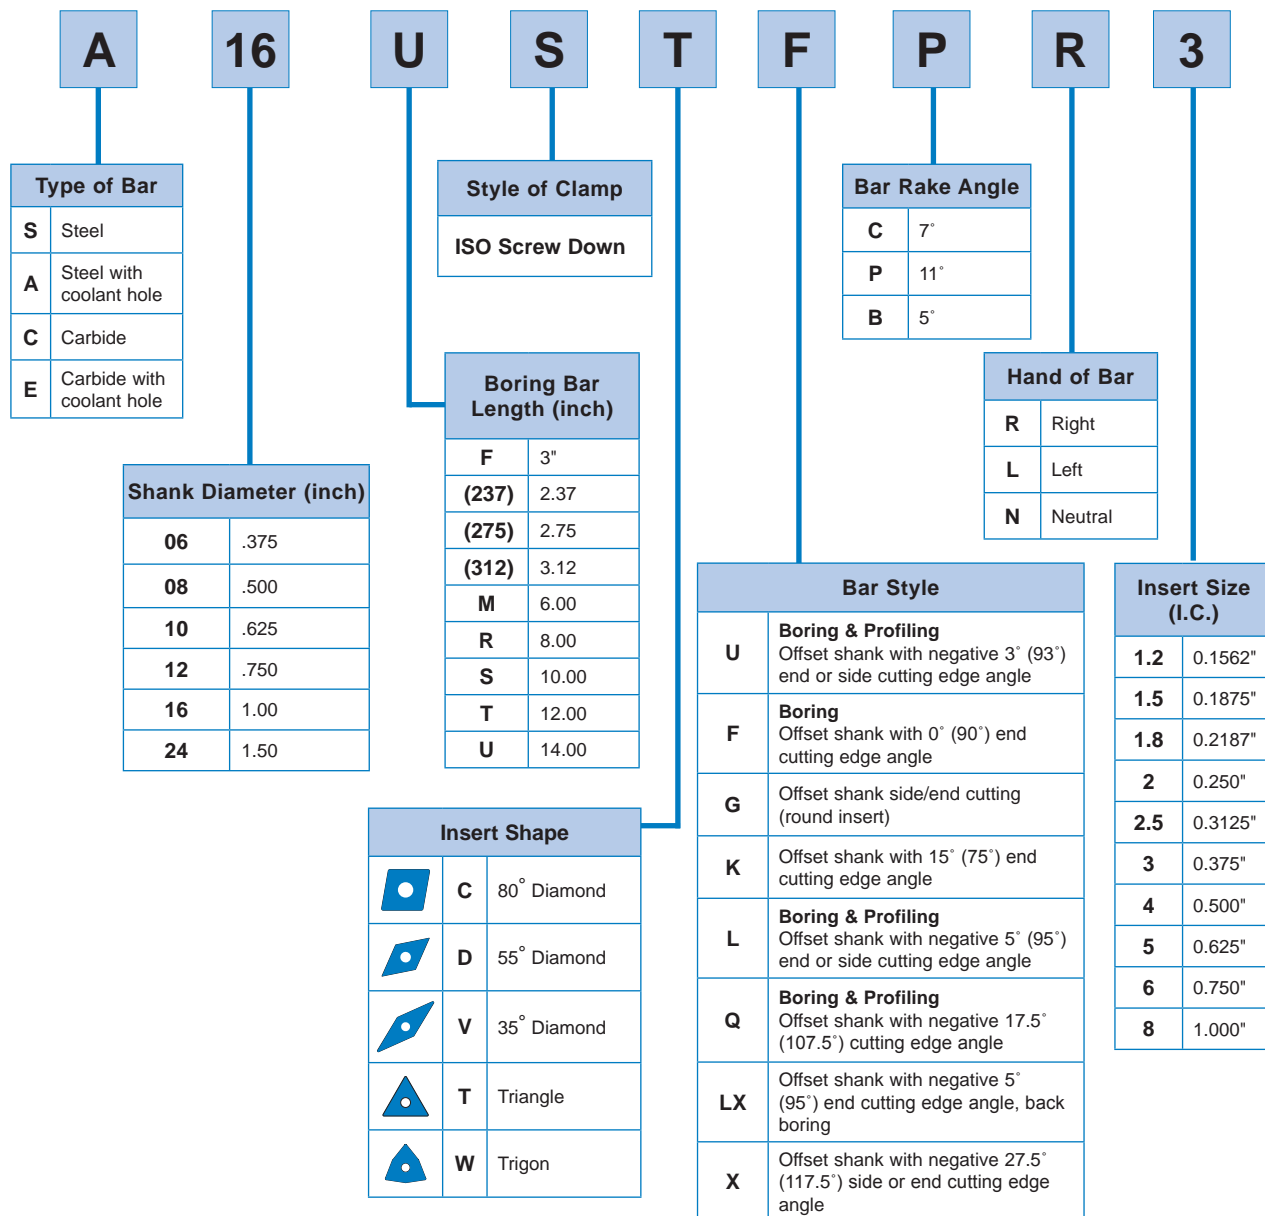 A 16 U S T F P R 3
Type of Bar
S Steel
A Steel with
coolant hole
C Carbide
E Carbide with
coolant hole
Shank Diameter (inch)
06 .375
08 .500
10 .625
12 .750
16 1.00
24 1.50
Style of Clamp
ISO Screw Down
Boring Bar
Length (inch)
F 3"
(237) 2.37
(275) 2.75
(312) 3.12
M 6.00
R 8.00
S 10.00
T 12.00
U 14.00
Insert Shape
C 80° Diamond
D 55° Diamond
V 35° Diamond
T Triangle
W Trigon
Bar Rake Angle
C 7°
P 11°
B 5°
Hand of Bar
R Right
L Left
N Neutral
Bar Style
U Boring & Profiling
Offset shank with negative 3° (93°)
end or side cutting edge angle
F Boring
Offset shank with 0° (90°) end
cutting edge angle
G Offset shank side/end cutting
(round insert)
K Offset shank with 15° (75°) end
cutting edge angle
L Boring & Profiling
Offset shank with negative 5° (95°)
end or side cutting edge angle
Q Boring & Profiling
Offset shank with negative 17.5°
(107.5°) cutting edge angle
LX Offset shank with negative 5°
(95°) end cutting edge angle, back
boring
X Offset shank with negative 27.5°
(117.5°) side or end cutting edge
angle
Insert Size
(I.C.)
1.2 0.1562"
1.5 0.1875"
1.8 0.2187"
2 0.250"
2.5 0.3125"
3 0.375"
4 0.500"
5 0.625"
6 0.750"
8 1.000"